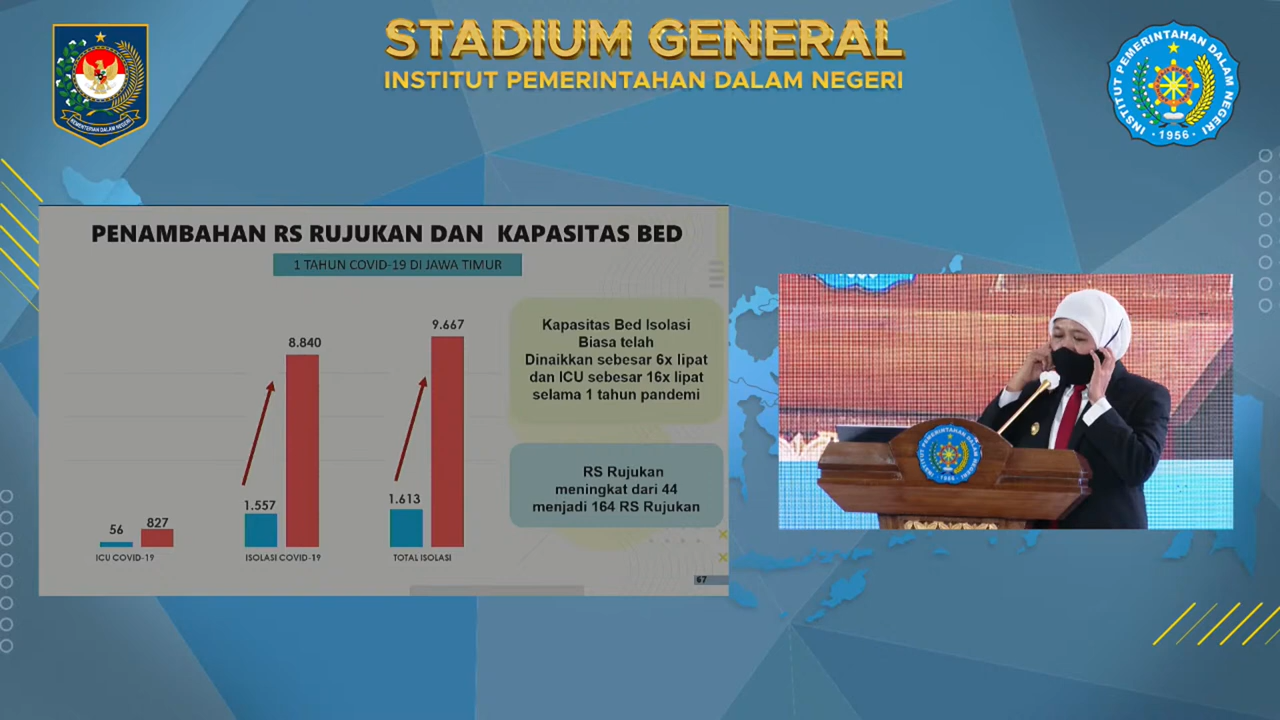 STADIUM GENERAL
INSTITUT PEMERINTAHAN DALAM NEGERI
KEMENTERIAN DALAM NEGERI
INSTITUT PEMERINTAHAN DALAM NEGERI
1956
PENAMBAHAN RS RUJUKAN DAN KAPASITAS BED
1 TAHUN COVID-19 DI JAWA TIMUR
56
827
ICU COVID-19
1.557
8.840
ISOLASI COVID-19
1.613
9.667
TOTAL ISOLASI
Kapasitas Bed Isolasi
Biasa telah
Dinaikkan sebesar 6x lipat
dan ICU sebesar 16x lipat
selama 1 tahun pandemi
RS Rujukan
meningkat dari 44
menjadi 164 RS Rujukan
67